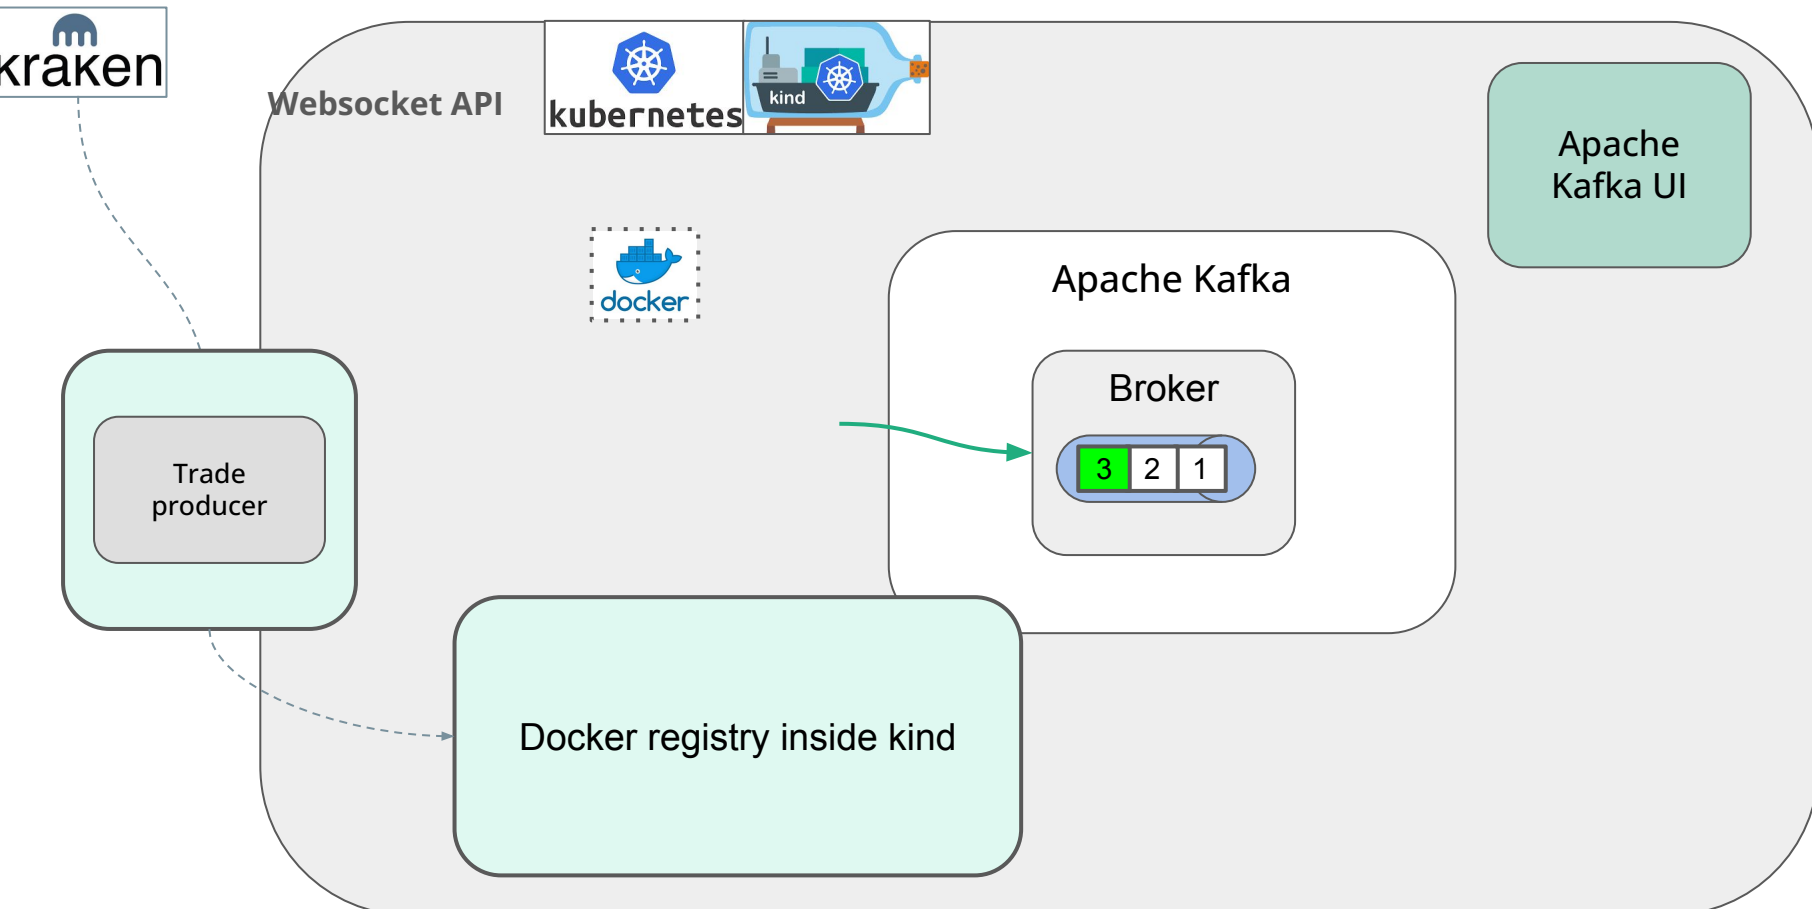 kraken
Websocket API
kubernetes
kind
Apache
Kafka UI
docker
Apache Kafka
Broker
3 2 1
Trade
producer
Docker registry inside kind